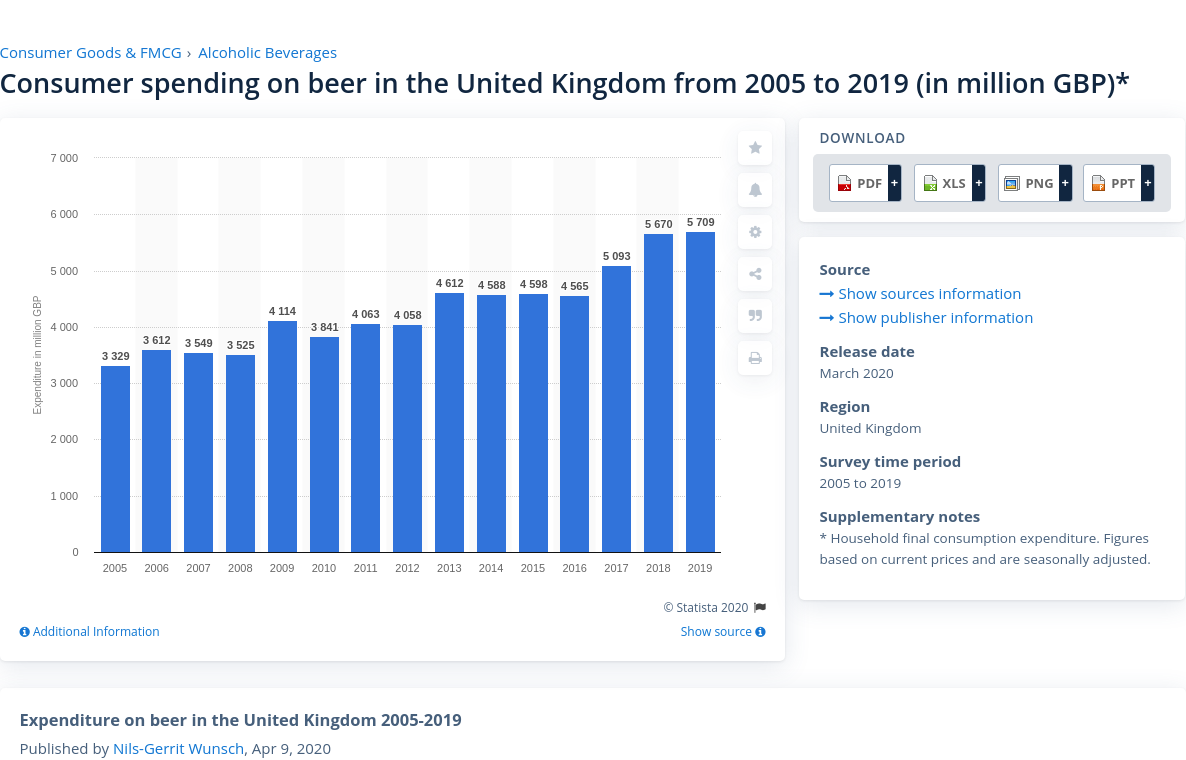 Consumer Goods & FMCG › Alcoholic Beverages
Consumer spending on beer in the United Kingdom from 2005 to 2019 (in million GBP)*
Expenditure in million GBP
7 000
6 000
5 000
4 000
3 000
2 000
1 000
0
3 329
3 612
3 549
3 525
4 114
3 841
4 063
4 058
4 612
4 588
4 598
4 565
5 093
5 670
5 709
2005 2006 2007 2008 2009 2010 2011 2012 2013 2014 2015 2016 2017 2018 2019
© Statista 2020
Additional Information
Show source
DOWNLOAD
PDF + XLS + PNG + PPT +
Source
Show sources information
Show publisher information
Release date
March 2020
Region
United Kingdom
Survey time period
2005 to 2019
Supplementary notes
* Household final consumption expenditure. Figures
based on current prices and are seasonally adjusted.
Expenditure on beer in the United Kingdom 2005-2019
Published by Nils-Gerrit Wunsch, Apr 9, 2020